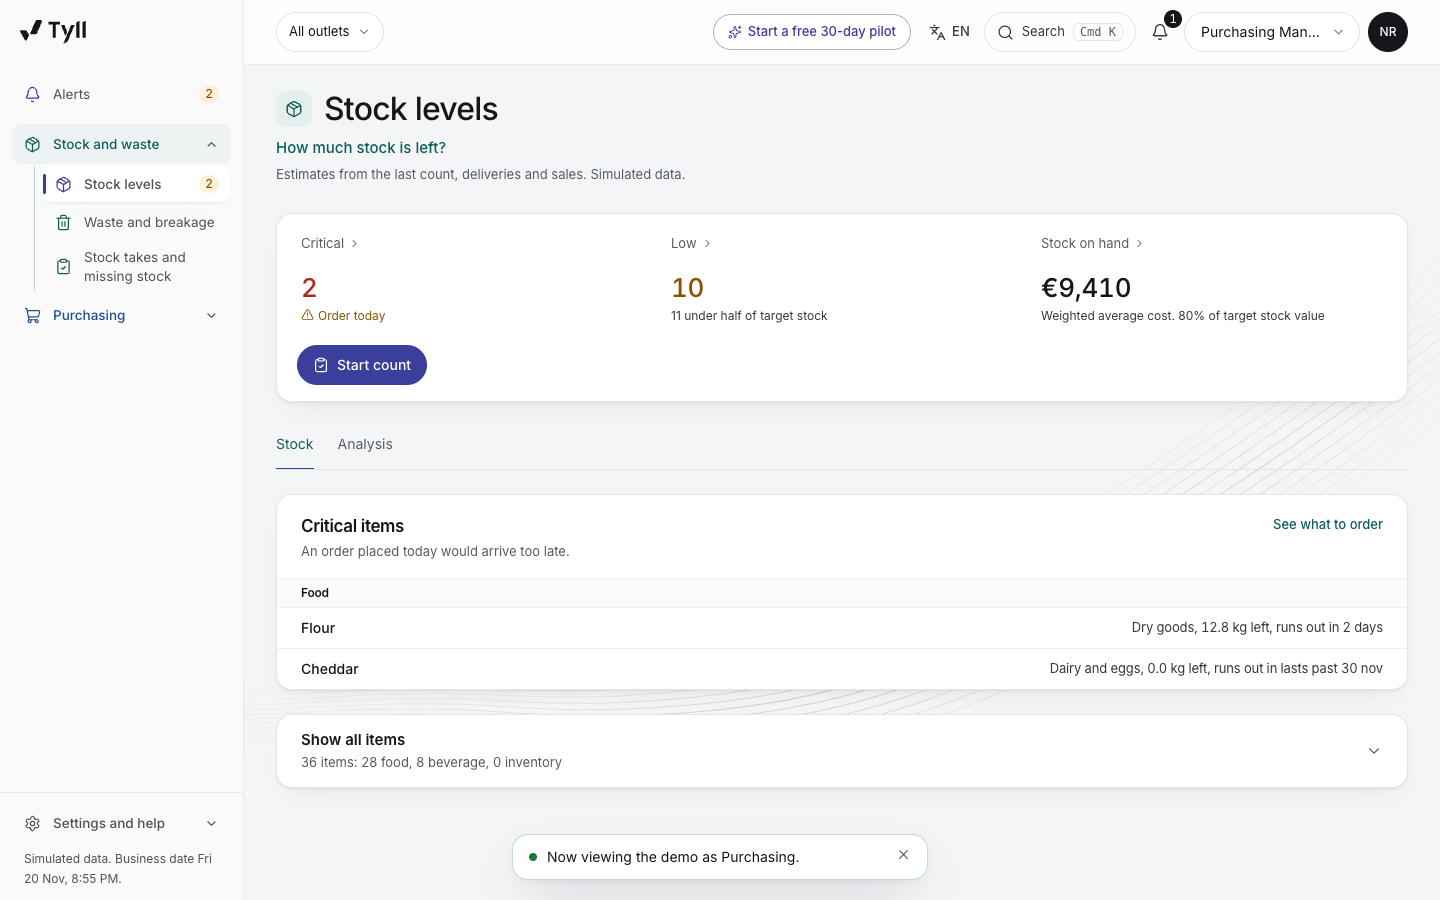 Tyll
All outlets
Start a free 30-day pilot
EN
Search
Cmd K
1
Purchasing Man...
NR
Alerts
2
Stock and waste
Stock levels
2
Waste and breakage
Stock takes and
missing stock
Purchasing
Settings and help
Simulated data. Business date Fri
20 Nov, 8:55 PM.
Stock levels
How much stock is left?
Estimates from the last count, deliveries and sales. Simulated data.
Critical
2
Order today
Low
10
11 under half of target stock
Stock on hand
€9,410
Weighted average cost. 80% of target stock value
Start count
Stock
Analysis
Critical items
See what to order
An order placed today would arrive too late.
Food
Flour
Dry goods, 12.8 kg left, runs out in 2 days
Cheddar
Dairy and eggs, 0.0 kg left, runs out in lasts past 30 nov
Show all items
36 items: 28 food, 8 beverage, 0 inventory
Now viewing the demo as Purchasing.